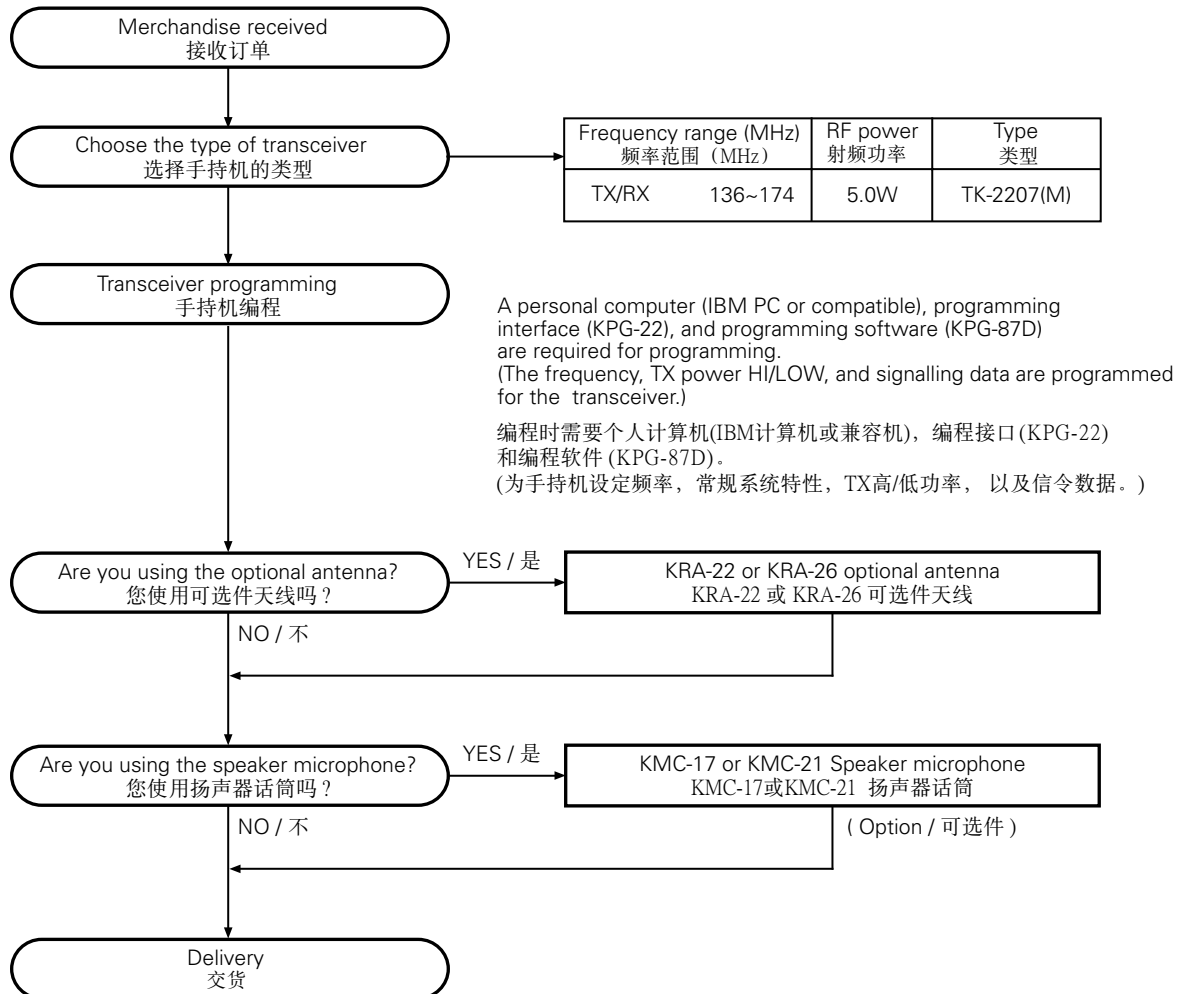 Merchandise received
接收订单
Choose the type of transceiver
选择手持机的类型
Frequency range (MHz) RF power Type
频率范围（MHz） 射频功率 类型
TX/RX 136~174 5.0W TK-2207(M)
Transceiver programming
手持机编程
A personal computer (IBM PC or compatible), programming
interface (KPG-22), and programming software (KPG-87D)
are required for programming.
(The frequency, TX power HI/LOW, and signalling data are programmed
for the transceiver.)
编程时需要个人计算机(IBM计算机或兼容机)，编程接口(KPG-22)
和编程软件(KPG-87D)。
(为手持机设定频率，常规系统特性，TX高/低功率， 以及信令数据。)
Are you using the optional antenna?
您使用可选件天线吗？
YES / 是
KRA-22 or KRA-26 optional antenna
KRA-22 或 KRA-26 可选件天线
NO / 不
Are you using the speaker microphone?
您使用扬声器话筒吗？
YES / 是
KMC-17 or KMC-21 Speaker microphone
KMC-17或KMC-21 扬声器话筒
NO / 不
( Option / 可选件 )
Delivery
交货